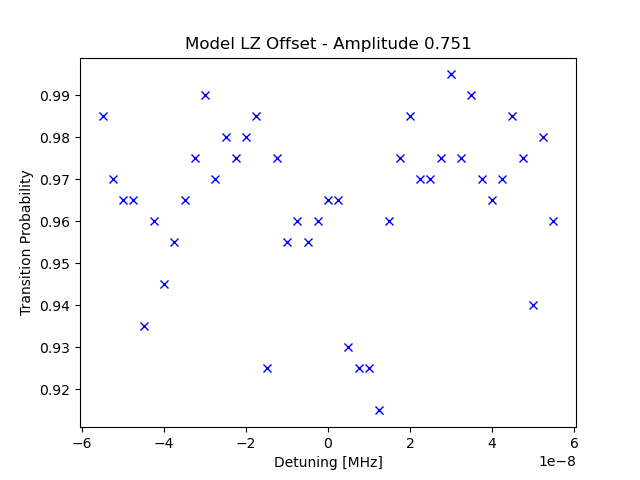 Model LZ Offset - Amplitude 0.751
Transition Probability
0.99
0.98
0.97
0.96
0.95
0.94
0.93
0.92
−6 −4 −2 0 2 4 6
1e−8
Detuning [MHz]